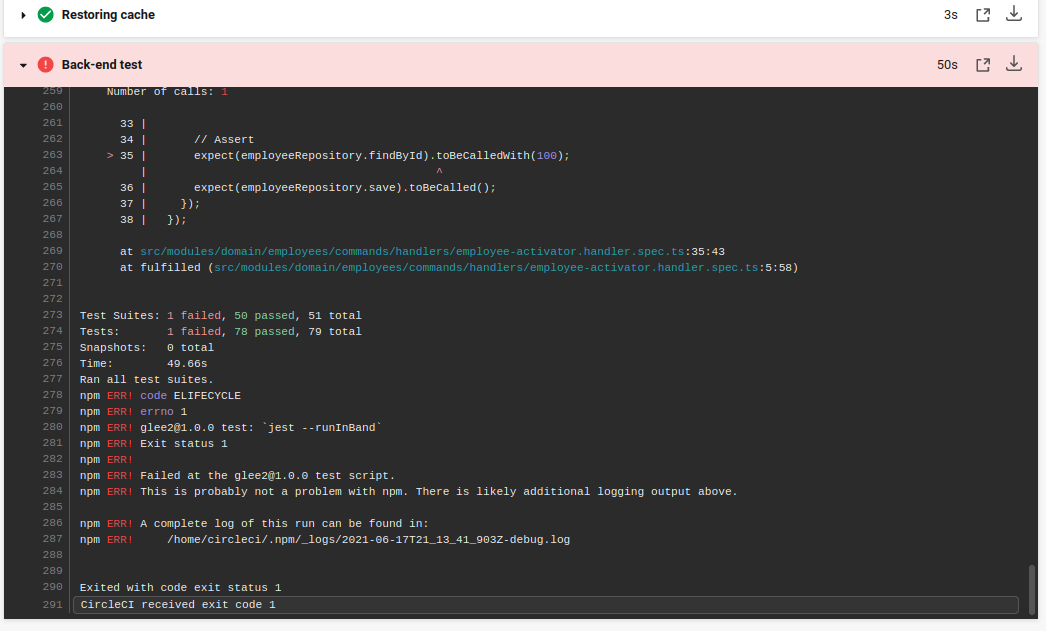 Restoring cache 3s
Back-end test 50s
259 Number of calls: 1
260
261 33 |
262 34 | // Assert
263 > 35 | expect(employeeRepository.findById).toBeCalledWith(100);
264 | ^
265 36 | expect(employeeRepository.save).toBeCalled();
266 37 | });
267 38 | });
268
269 at src/modules/domain/employees/commands/handlers/employee-activator.handler.spec.ts:35:43
270 at fulfilled (src/modules/domain/employees/commands/handlers/employee-activator.handler.spec.ts:5:58)
271
272
273 Test Suites: 1 failed, 50 passed, 51 total
274 Tests: 1 failed, 78 passed, 79 total
275 Snapshots: 0 total
276 Time: 49.66s
277 Ran all test suites.
278 npm ERR! code ELIFECYCLE
279 npm ERR! errno 1
280 npm ERR! glee2@1.0.0 test: `jest --runInBand`
281 npm ERR! Exit status 1
282 npm ERR!
283 npm ERR! Failed at the glee2@1.0.0 test script.
284 npm ERR! This is probably not a problem with npm. There is likely additional logging output above.
285
286 npm ERR! A complete log of this run can be found in:
287 npm ERR! /home/circleci/.npm/_logs/2021-06-17T21_13_41_903Z-debug.log
288
289
290 Exited with code exit status 1
291 CircleCI received exit code 1